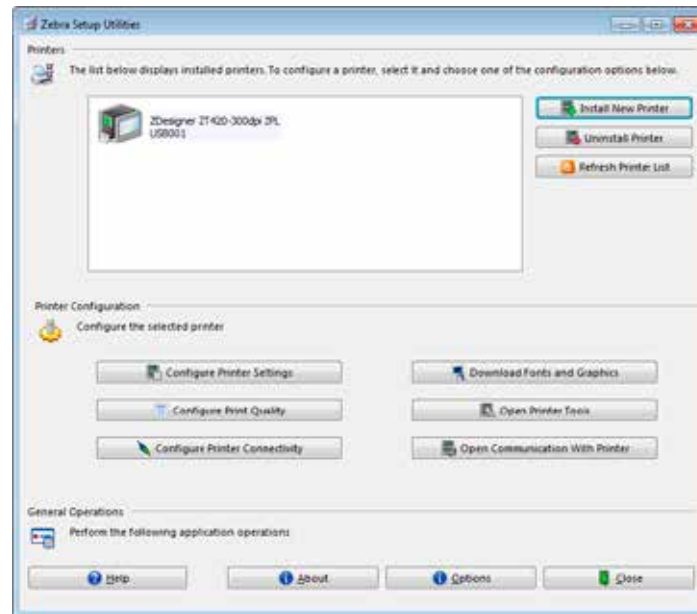 Zebra Setup Utilities
Printers
The list below displays installed printers. To configure a printer, select it and choose one of the configuration options below.
ZDesigner ZT420-300dpi ZPL
USB001
Install New Printer
Uninstall Printer
Refresh Printer List
Printer Configuration
Configure the selected printer
Configure Printer Settings
Download Fonts and Graphics
Configure Print Quality
Open Printer Tools
Configure Printer Connectivity
Open Communication With Printer
General Operations
Perform the following application operations
Help
About
Options
Close